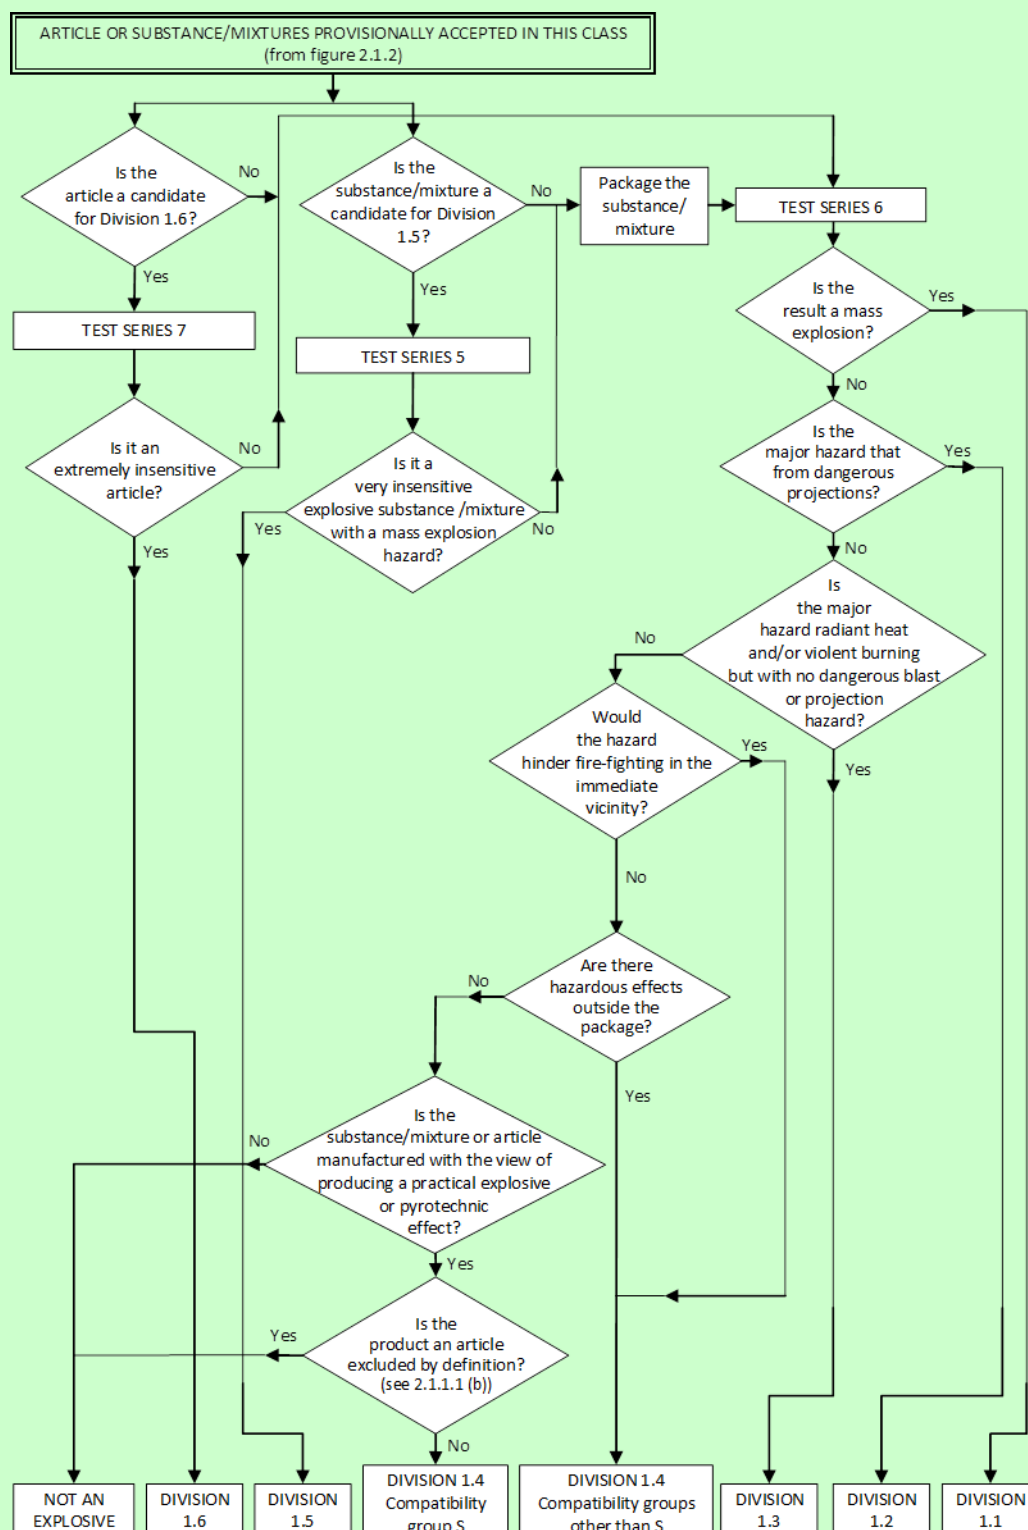 ARTICLE OR SUBSTANCE/MIXTURES PROVISIONALLY ACCEPTED IN THIS CLASS
(from figure 2.1.2)
Is the
article a candidate
for Division 1.6?
No
Yes
Is the
substance/mixture a
candidate for Division
1.5?
No
Yes
Package the
substance/
mixture
TEST SERIES 6
Is the
result a mass
explosion?
Yes
No
TEST SERIES 7
TEST SERIES 5
Is it an
extremely insensitive
article?
No
Yes
Is it a
very insensitive
explosive substance /mixture
with a mass explosion
hazard?
Yes
No
Is the
major hazard that
from dangerous
projections?
Yes
No
Is
the major
hazard radiant heat
and/or violent burning
but with no dangerous blast
or projection
hazard?
No
Yes
Would
the hazard
hinder fire-fighting in the
immediate
vicinity?
Yes
No
Are there
hazardous effects
outside the
package?
No
Yes
Is the
substance/mixture or article
manufactured with the view of
producing a practical explosive
or pyrotechnic
effect?
No
Yes
Is the
product an article
excluded by definition?
(see 2.1.1.1 (b))
Yes
No
NOT AN
EXPLOSIVE
DIVISION
1.6
DIVISION
1.5
DIVISION 1.4
Compatibility
group S
DIVISION 1.4
Compatibility groups
other than S
DIVISION
1.3
DIVISION
1.2
DIVISION
1.1